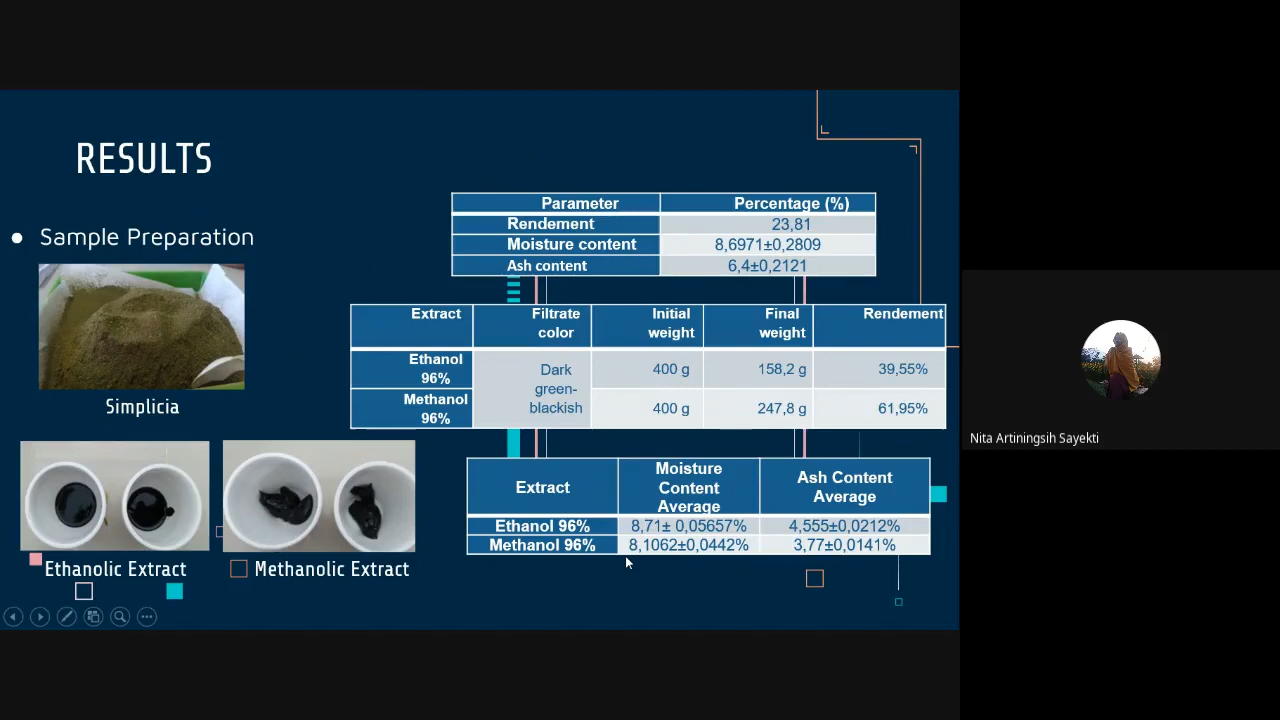 RESULTS
● Sample Preparation
Simplicia
Ethanolic Extract
Methanolic Extract
Parameter Percentage (%)
Rendement 23,81
Moisture content 8,6971±0,2809
Ash content 6,4±0,2121
Extract Filtrate color Initial weight Final weight Rendement
Ethanol 96% Dark green-blackish 400 g 158,2 g 39,55%
Methanol 96% 400 g 247,8 g 61,95%
Extract Moisture Content Average Ash Content Average
Ethanol 96% 8,71± 0,05657% 4,555±0,0212%
Methanol 96% 8,1062±0,0442% 3,77±0,0141%
Nita Artiningsih Sayekti